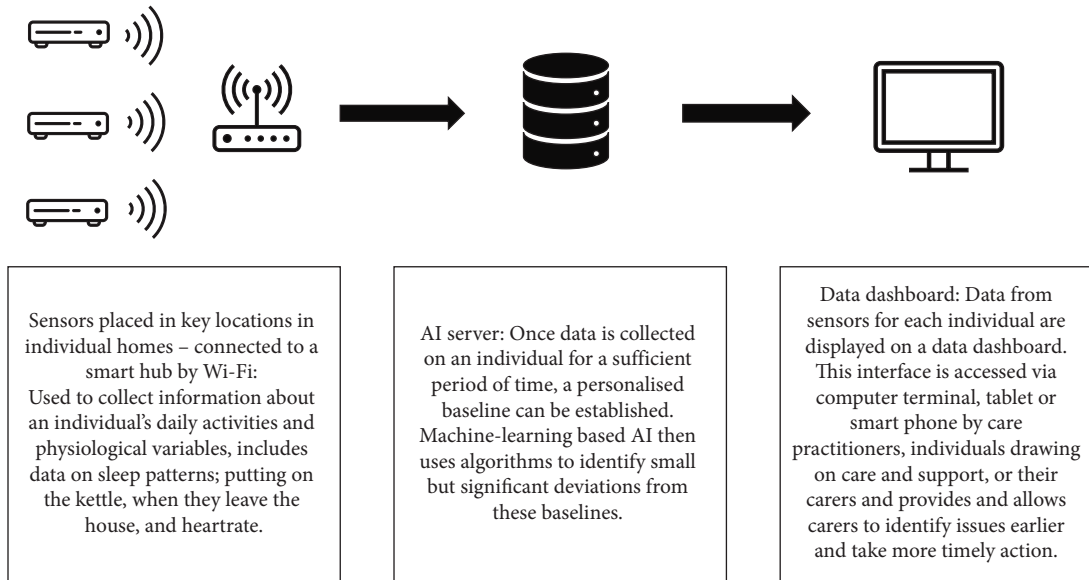 Sensors placed in key locations in
individual homes – connected to a
smart hub by Wi-Fi:
Used to collect information about
an individual's daily activities and
physiological variables, includes
data on sleep patterns; putting on
the kettle, when they leave the
house, and heartrate.
AI server: Once data is collected
on an individual for a sufficient
period of time, a personalised
baseline can be established.
Machine-learning based AI then
uses algorithms to identify small
but significant deviations from
these baselines.
Data dashboard: Data from
sensors for each individual are
displayed on a data dashboard.
This interface is accessed via
computer terminal, tablet or
smart phone by care
practitioners, individuals drawing
on care and support, or their
carers and provides and allows
carers to identify issues earlier
and take more timely action.